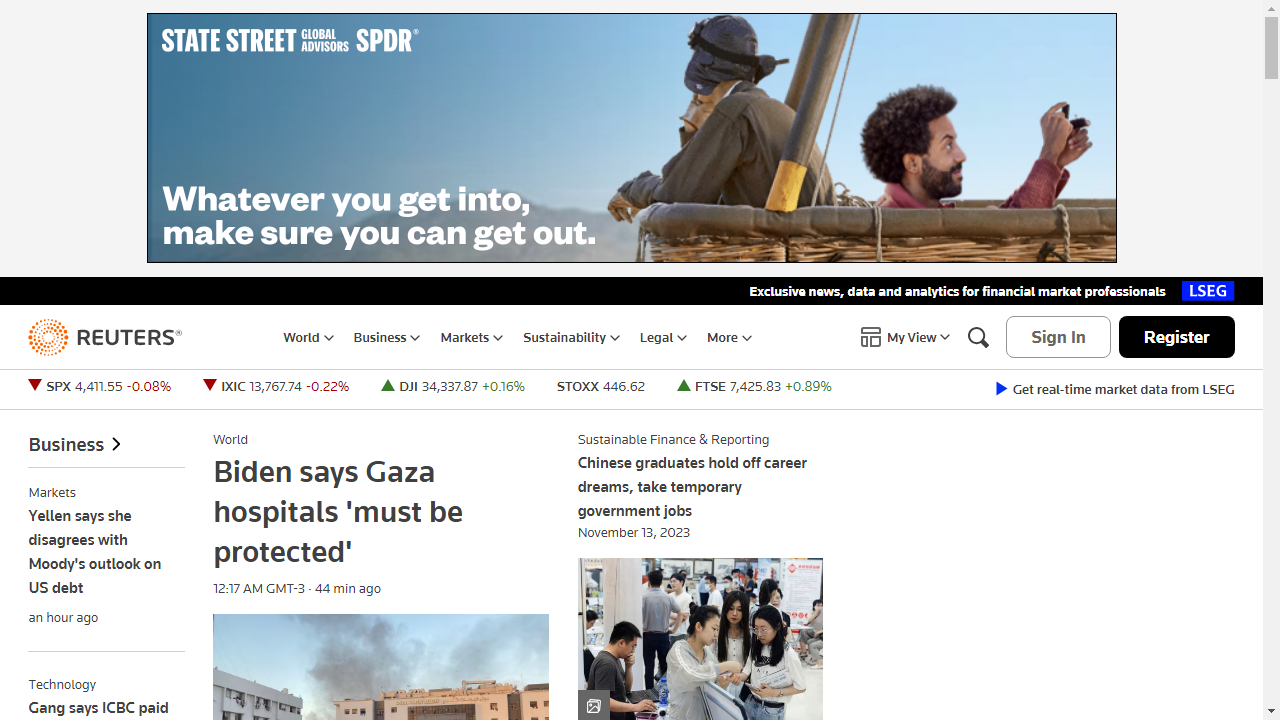 STATE STREET GLOBAL ADVISORS SPDR®
Whatever you get into,
make sure you can get out.
Exclusive news, data and analytics for financial market professionals LSEG
REUTERS®
World Business Markets Sustainability Legal More My View Sign In Register
SPX 4,411.55 -0.08% IXIC 13,767.74 -0.22% DJI 34,337.87 +0.16% STOXX 446.62 FTSE 7,425.83 +0.89% Get real-time market data from LSEG
Business
Markets
Yellen says she
disagrees with
Moody's outlook on
US debt
an hour ago
Technology
Gang says ICBC paid
World
Biden says Gaza
hospitals 'must be
protected'
12:17 AM GMT-3 · 44 min ago
Sustainable Finance & Reporting
Chinese graduates hold off career
dreams, take temporary
government jobs
November 13, 2023